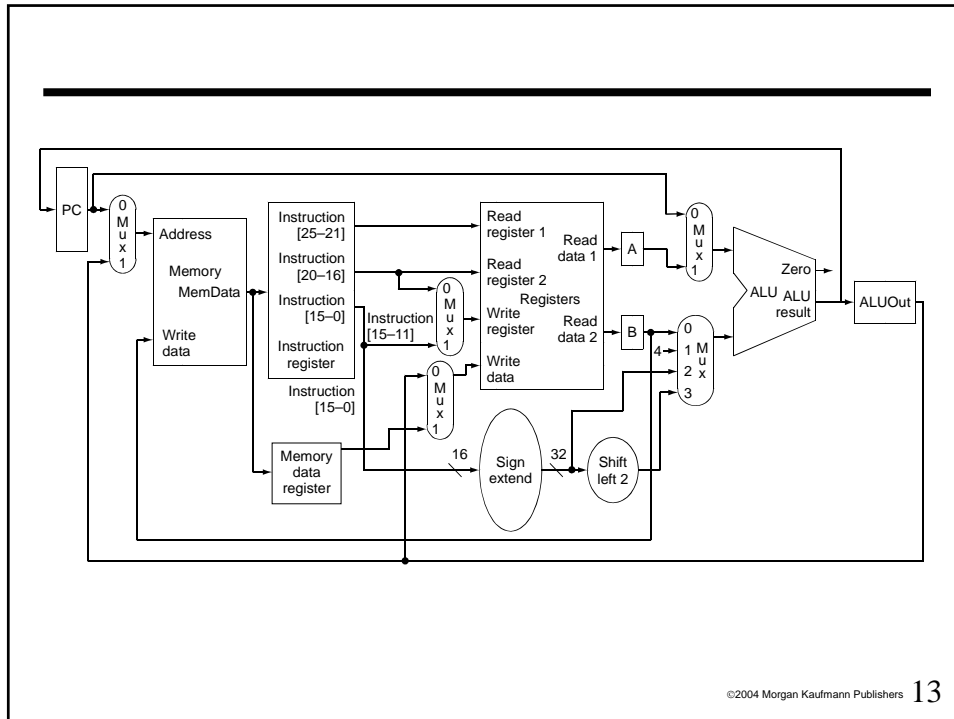 PC
0
M
u
x
1
Address
Memory
MemData
Write
data
Instruction
[25–21]
Instruction
[20–16]
Instruction
[15–0]
Instruction
register
Instruction
[15–11]
Instruction
[15–0]
0
M
u
x
1
0
M
u
x
1
Memory
data
register
Read
register 1
Read
register 2
Registers
Write
register
Write
data
Read
data 1
Read
data 2
16
Sign
extend
32
Shift
left 2
A
B
4
0
M
u
x
1
0
1
2
3
M
u
x
Zero
ALU
ALU
result
ALUOut
©2004 Morgan Kaufmann Publishers 13